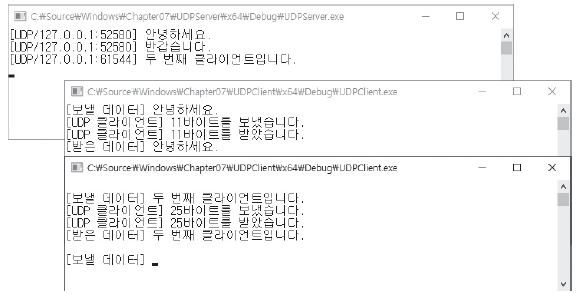 C:₩Source₩Windows₩Chapter07₩UDPServer₩x64₩Debug₩UDPServer.exe
[UDP/127.0.0.1:52580] 안녕하세요.
[UDP/127.0.0.1:52580] 반갑습니다.
[UDP/127.0.0.1:61544] 두 번째 클라이언트입니다.
C:₩Source₩Windows₩Chapter07₩UDPClient₩x64₩Debug₩UDPClient.exe
[보낼 데이터] 안녕하세요.
[UDP 클라이언트] 11바이트를 보냈습니다.
[UDP 클라이언트] 11바이트를 받았습니다.
[받은 데이터] 안녕하세요.
C:₩Source₩Windows₩Chapter07₩UDPClient₩x64₩Debug₩UDPClient.exe
[보낼 데이터] 두 번째 클라이언트입니다.
[UDP 클라이언트] 25바이트를 보냈습니다.
[UDP 클라이언트] 25바이트를 받았습니다.
[받은 데이터] 두 번째 클라이언트입니다.
[보낼 데이터]